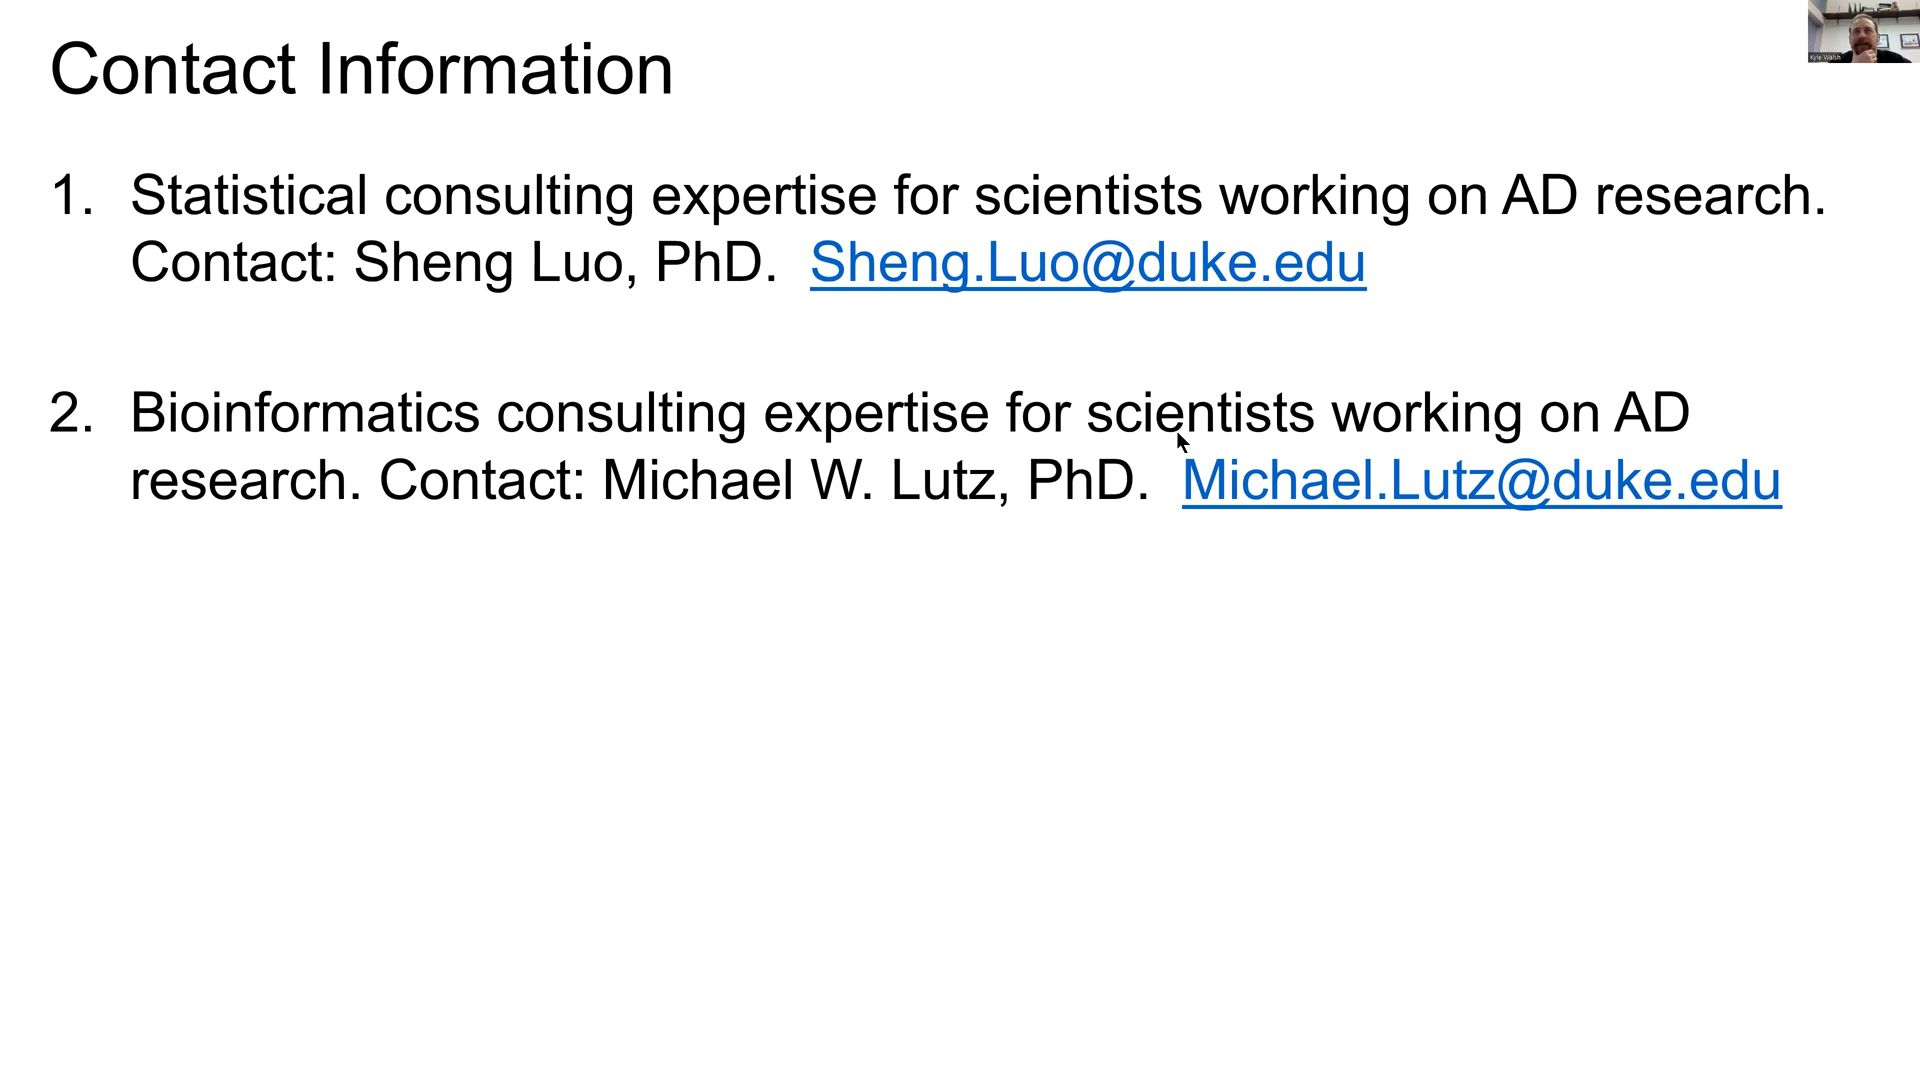 Contact Information
Kyle Walsh
1. Statistical consulting expertise for scientists working on AD research.
Contact: Sheng Luo, PhD. Sheng.Luo@duke.edu
2. Bioinformatics consulting expertise for scientists working on AD
research. Contact: Michael W. Lutz, PhD. Michael.Lutz@duke.edu